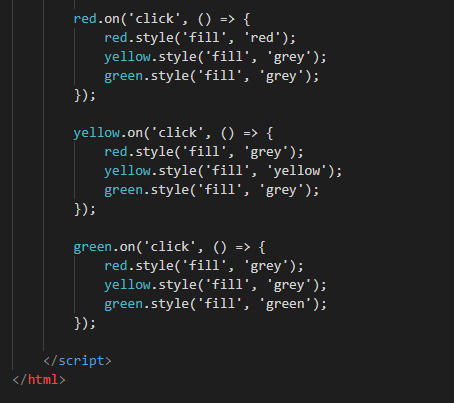 red.on('click', () => {
red.style('fill', 'red');
yellow.style('fill', 'grey');
green.style('fill', 'grey');
});
yellow.on('click', () => {
red.style('fill', 'grey');
yellow.style('fill', 'yellow');
green.style('fill', 'grey');
});
green.on('click', () => {
red.style('fill', 'grey');
yellow.style('fill', 'grey');
green.style('fill', 'green');
});
</script>
</html>